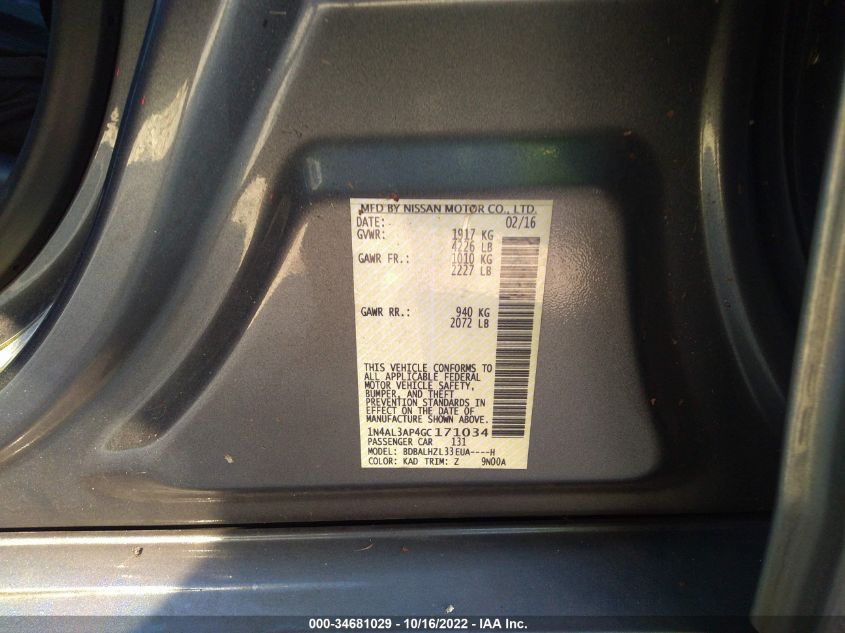 MFD BY NISSAN MOTOR CO., LTD.
DATE: 02/16
GVWR: 1917 KG
4226 LB
GAWR FR.: 1010 KG
2227 LB
GAWR RR.: 940 KG
2072 LB
THIS VEHICLE CONFORMS TO
ALL APPLICABLE FEDERAL
MOTOR VEHICLE SAFETY,
BUMPER, AND THEFT
PREVENTION STANDARDS IN
EFFECT ON THE DATE OF
MANUFACTURE SHOWN ABOVE.
1N4AL3AP4GC171034
PASSENGER CAR 131
MODEL: BDBALHZL33EUA----H
COLOR: KAD TRIM: Z 9N00A
000-34681029 - 10/16/2022 - IAA Inc.